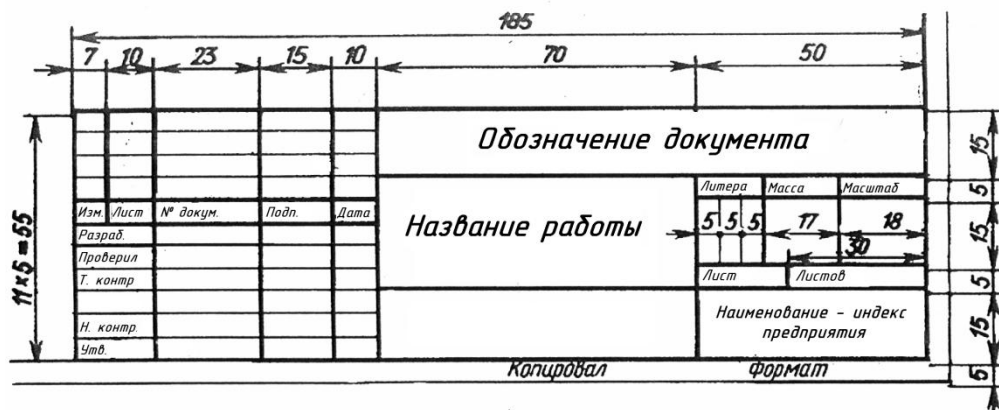 185
7 10 23 15 10 70 50
Обозначение документа
15
Литера Масса Масштаб
5
Изм. Лист № докум. Подп. Дата
Название работы
5 5 5 17 18
15
30
Разраб.
Проверил
Т. контр
Лист Листов
5
11×5=55
Н. контр.
Утв.
Наименование - индекс
предприятия
15
Копировал формат
5